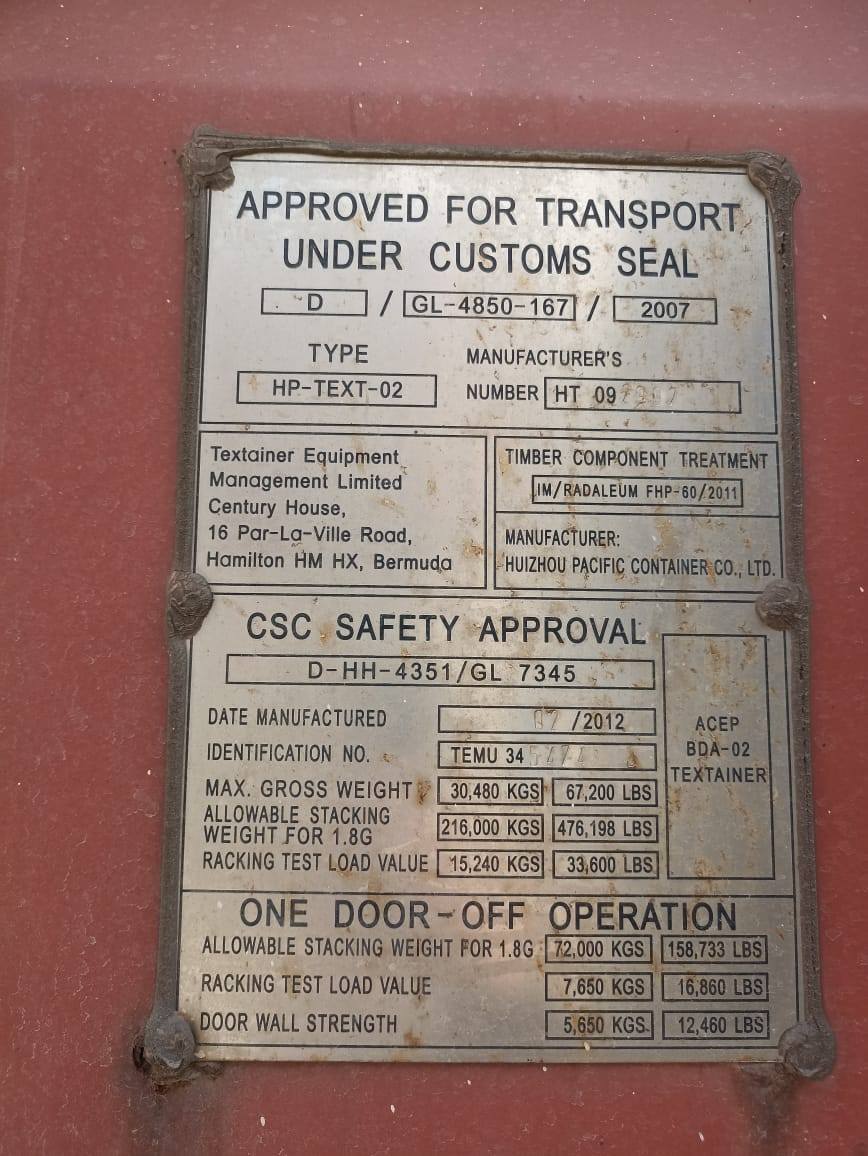 APPROVED FOR TRANSPORT
UNDER CUSTOMS SEAL
D / GL-4850-167 / 2007
TYPE
HP-TEXT-02
MANUFACTURER'S
NUMBER HT 09
Textainer Equipment
Management Limited
Century House,
16 Par-La-Ville Road,
Hamilton HM HX, Bermuda
TIMBER COMPONENT TREATMENT
IM/RADALEUM FHP-60/2011
MANUFACTURER:
HUIZHOU PACIFIC CONTAINER CO., LTD.
CSC SAFETY APPROVAL
D-HH-4351/GL 7345
DATE MANUFACTURED /2012
IDENTIFICATION NO. TEMU 34
MAX. GROSS WEIGHT 30,480 KGS 67,200 LBS
ALLOWABLE STACKING
WEIGHT FOR 1.8G 216,000 KGS 476,198 LBS
RACKING TEST LOAD VALUE 15,240 KGS 33,600 LBS
ACEP
BDA-02
TEXTAINER
ONE DOOR-OFF OPERATION
ALLOWABLE STACKING WEIGHT FOR 1.8G 72,000 KGS 158,733 LBS
RACKING TEST LOAD VALUE 7,650 KGS 16,860 LBS
DOOR WALL STRENGTH 5,650 KGS 12,460 LBS